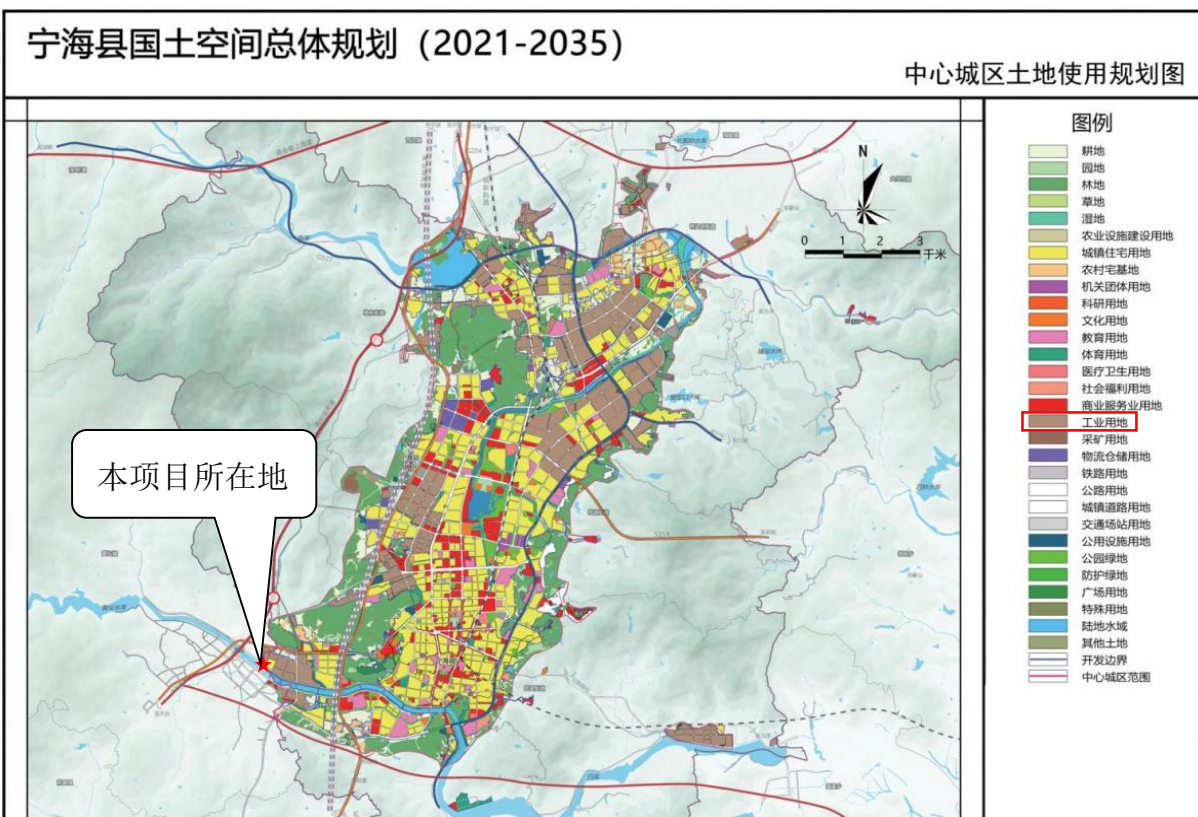 宁海县国土空间总体规划（2021-2035）
中心城区土地使用规划图
图例
耕地
园地
林地
草地
湿地
农业设施建设用地
城镇住宅用地
农村宅基地
机关团体用地
科研用地
文化用地
教育用地
体育用地
医疗卫生用地
社会福利用地
商业服务业用地
工业用地
采矿用地
物流仓储用地
铁路用地
公路用地
城镇道路用地
交通场站用地
公用设施用地
公园绿地
防护绿地
广场用地
特殊用地
陆地水域
其他土地
开发边界
中心城区范围
N
0 1 2 3
千米
本项目所在地